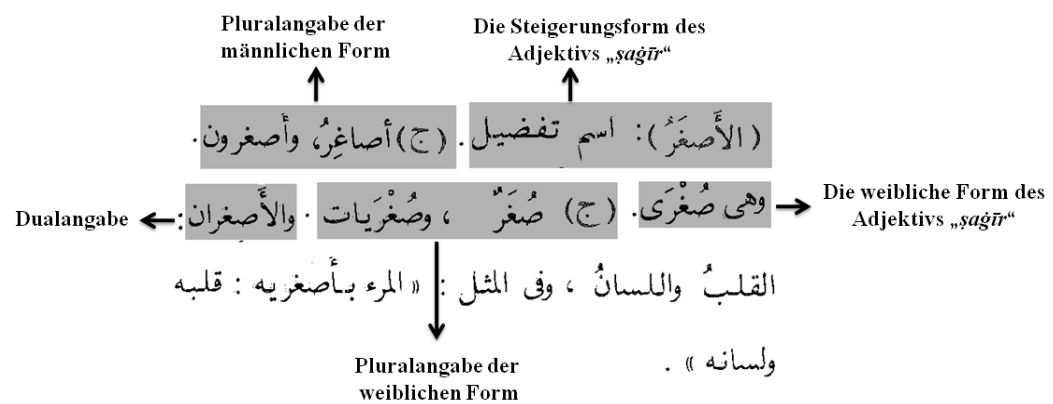 Pluralangabe der
männlichen Form
Die Steigerungsform des
Adjektivs „ṣaġīr“
(الأَصغَرُ): اسم تفضيل. (ج) أصاغِرُ، وأصغرون.
وهى صُغْرَى. (ج) صُغَرٌ ، وصُغْرَيات . والأَصغران:
Die weibliche Form des
Adjektivs „ṣaġīr“
Dualangabe
القلبُ واللسانُ ، وفى المثل : « المرء بأصغريه : قلبه
ولسانه » .
Pluralangabe der
weiblichen Form